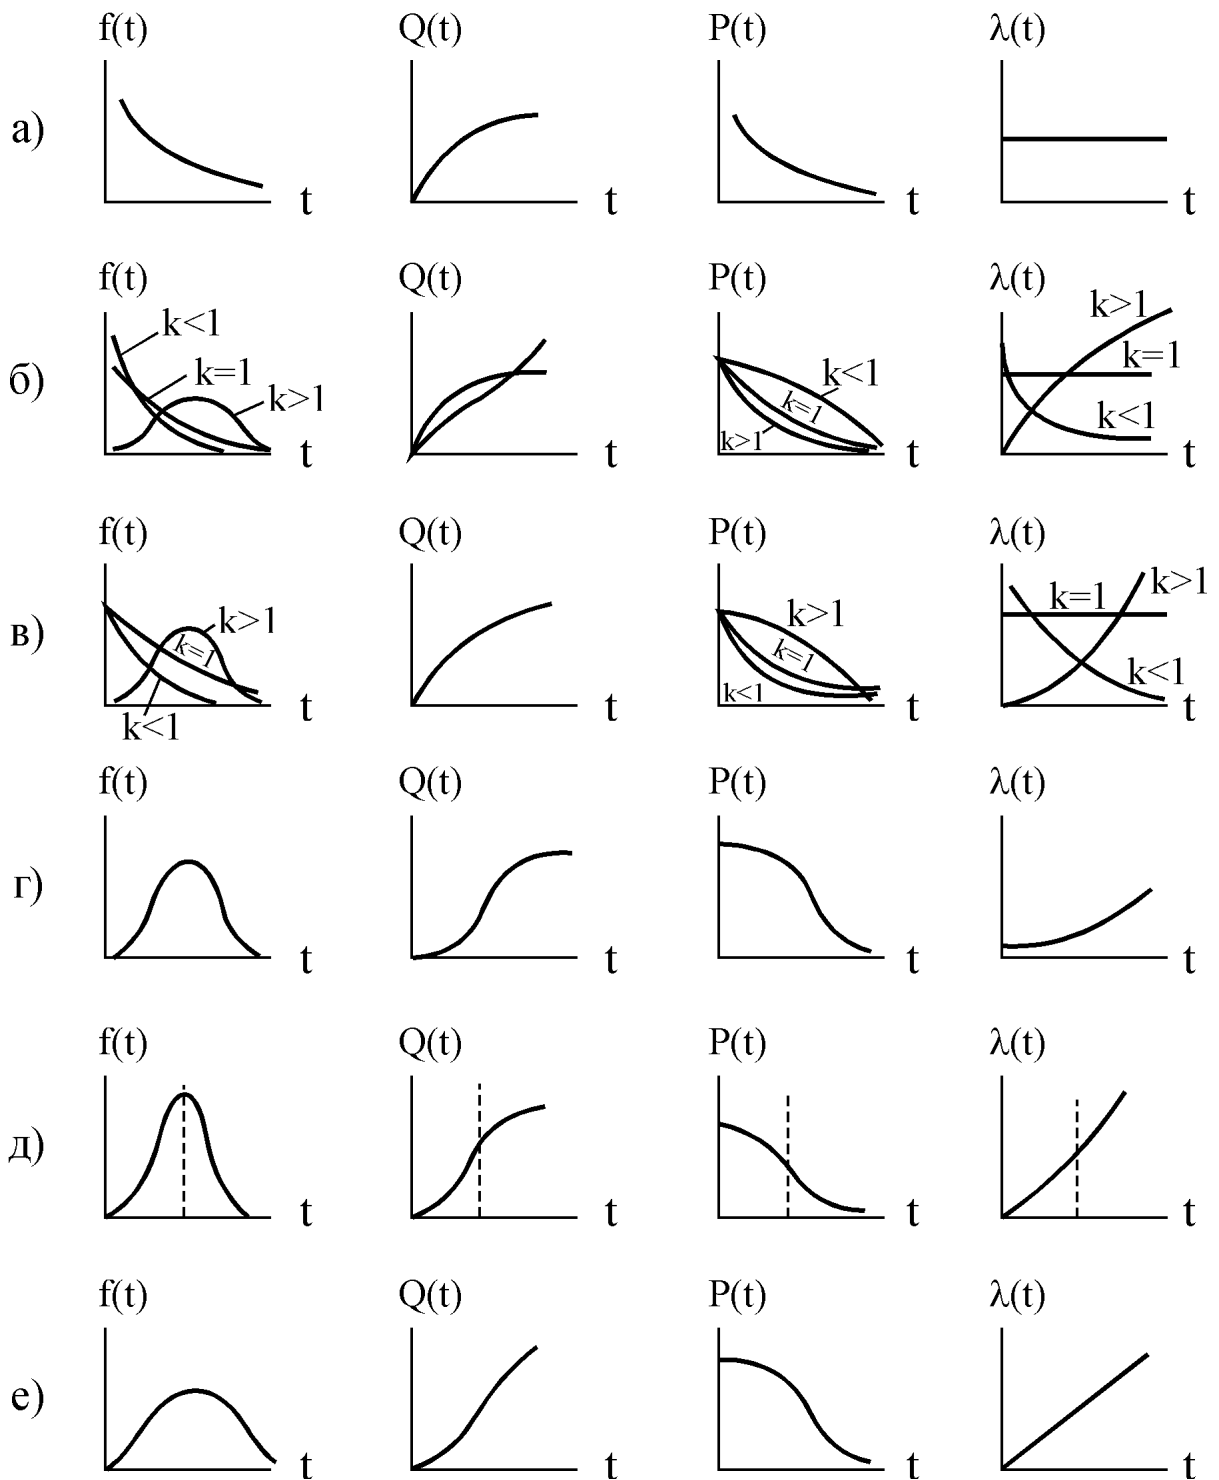 f(t) Q(t) P(t) λ(t)
а)
t t t t
f(t) Q(t) P(t) λ(t)
б)
k<1 k=1 k>1 t
t
k<1 k=1 k>1 t
k>1 k=1 k<1 t
f(t) Q(t) P(t) λ(t)
в)
k>1 k=1 k<1 t
t
k>1 k=1 k<1 t
k=1 k>1 k<1 t
f(t) Q(t) P(t) λ(t)
г)
t t t t
f(t) Q(t) P(t) λ(t)
д)
t t t t
f(t) Q(t) P(t) λ(t)
е)
t t t t